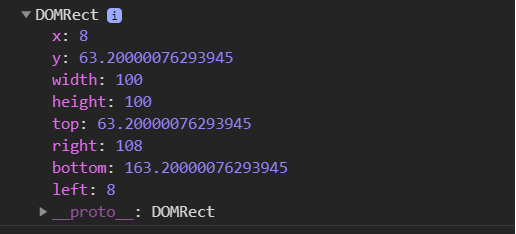 DOMRect i
x: 8
y: 63.20000076293945
width: 100
height: 100
top: 63.20000076293945
right: 108
bottom: 163.20000076293945
left: 8
__proto__: DOMRect